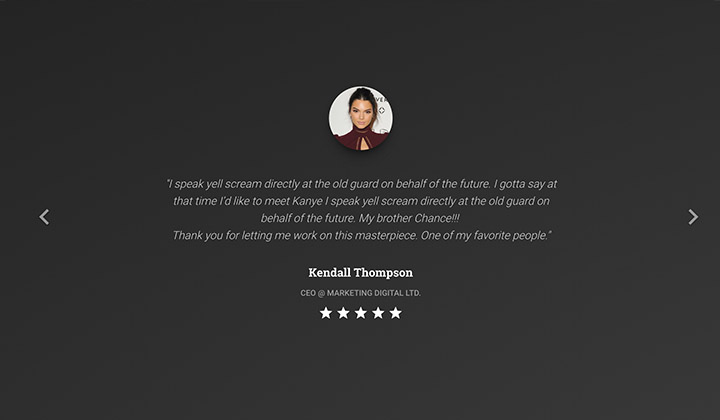 "I speak yell scream directly at the old guard on behalf of the future. I gotta say at
that time I'd like to meet Kanye I speak yell scream directly at the old guard on
behalf of the future. My brother Chance!!!
Thank you for letting me work on this masterpiece. One of my favorite people."
Kendall Thompson
CEO @ MARKETING DIGITAL LTD.